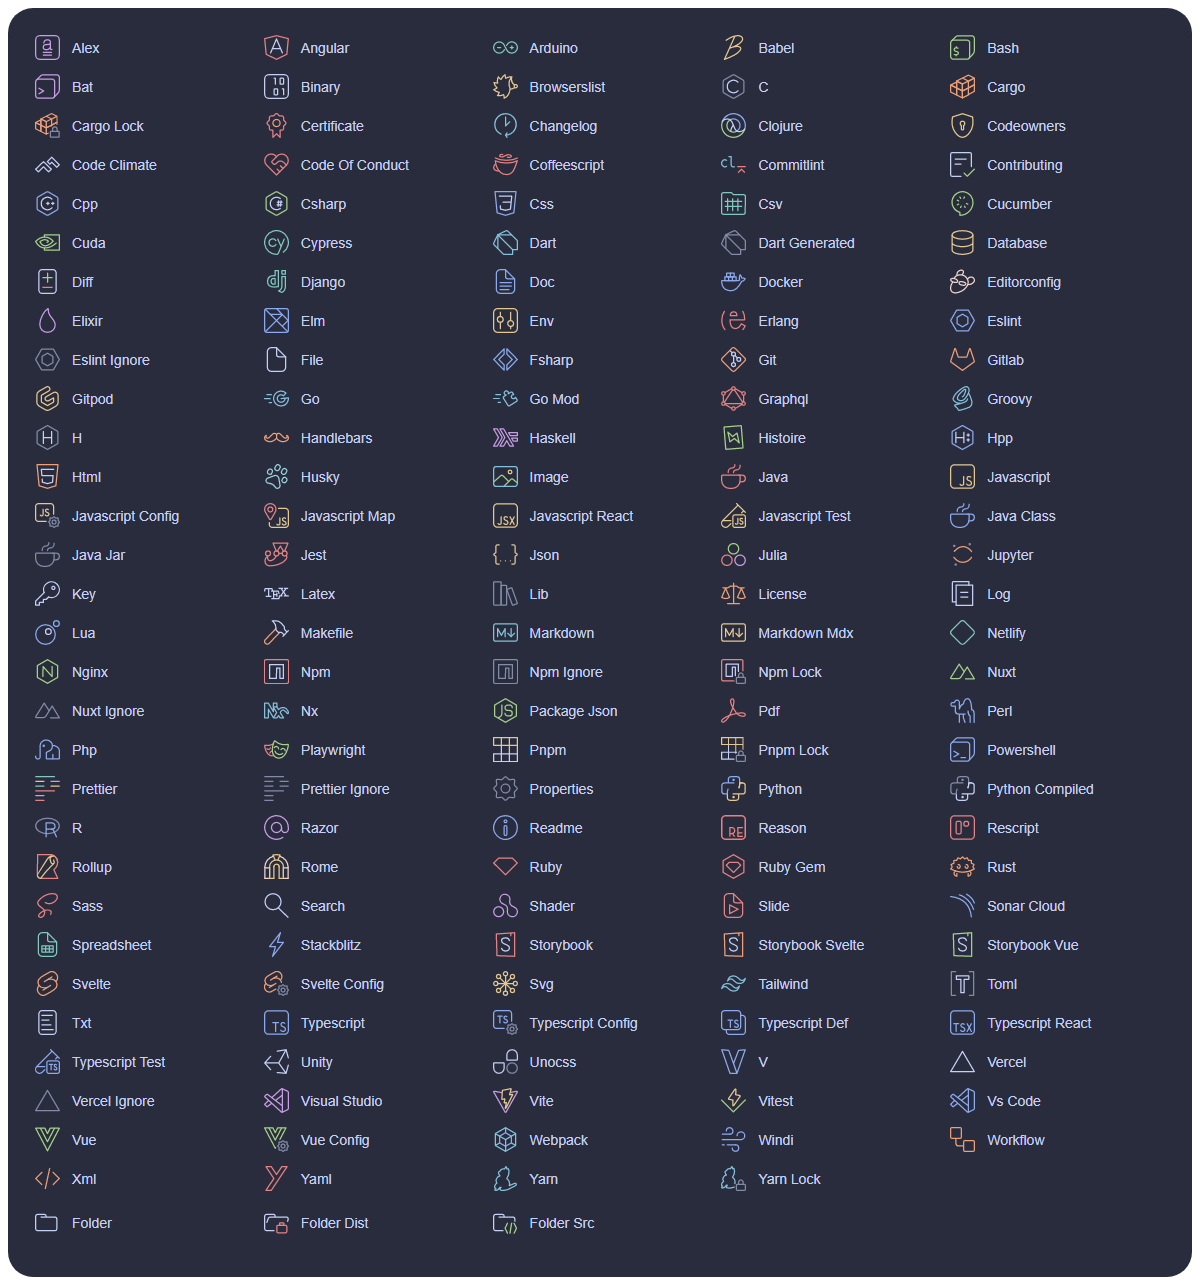 Alex Angular Arduino Babel Bash
Bat Binary Browserslist C Cargo
Cargo Lock Certificate Changelog Clojure Codeowners
Code Climate Code Of Conduct Coffeescript Commitlint Contributing
Cpp Csharp Css Csv Cucumber
Cuda Cypress Dart Dart Generated Database
Diff Django Doc Docker Editorconfig
Elixir Elm Env Erlang Eslint
Eslint Ignore File Fsharp Git Gitlab
Gitpod Go Go Mod Graphql Groovy
H Handlebars Haskell Histoire Hpp
Html Husky Image Java Javascript
Javascript Config Javascript Map Javascript React Javascript Test Java Class
Java Jar Jest Json Julia Jupyter
Key Latex Lib License Log
Lua Makefile Markdown Markdown Mdx Netlify
Nginx Npm Npm Ignore Npm Lock Nuxt
Nuxt Ignore Nx Package Json Pdf Perl
Php Playwright Pnpm Pnpm Lock Powershell
Prettier Prettier Ignore Properties Python Python Compiled
R Razor Readme Reason Rescript
Rollup Rome Ruby Ruby Gem Rust
Sass Search Shader Slide Sonar Cloud
Spreadsheet Stackblitz Storybook Storybook Svelte Storybook Vue
Svelte Svelte Config Svg Tailwind Toml
Txt Typescript Typescript Config Typescript Def Typescript React
Typescript Test Unity Unocss V Vercel
Vercel Ignore Visual Studio Vite Vitest Vs Code
Vue Vue Config Webpack Windi Workflow
Xml Yaml Yarn Yarn Lock
Folder Folder Dist Folder Src